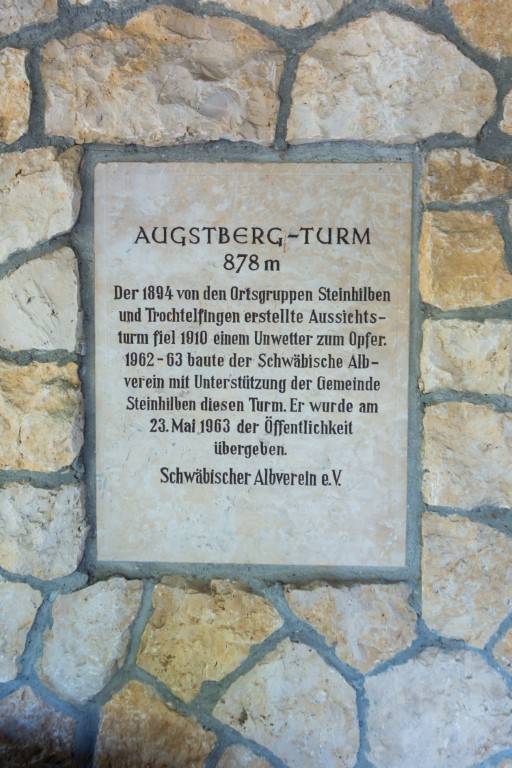 AUGSTBERG-TURM
878 m
Der 1894 von den Ortsgruppen Steinhilben
und Trochtelfingen erstellte Aussichts-
turm fiel 1910 einem Unwetter zum Opfer.
1962-63 baute der Schwäbische Alb-
verein mit Unterstützung der Gemeinde
Steinhilben diesen Turm. Er wurde am
23. Mai 1963 der Öffentlichkeit
übergeben.
Schwäbischer Albverein e.V.